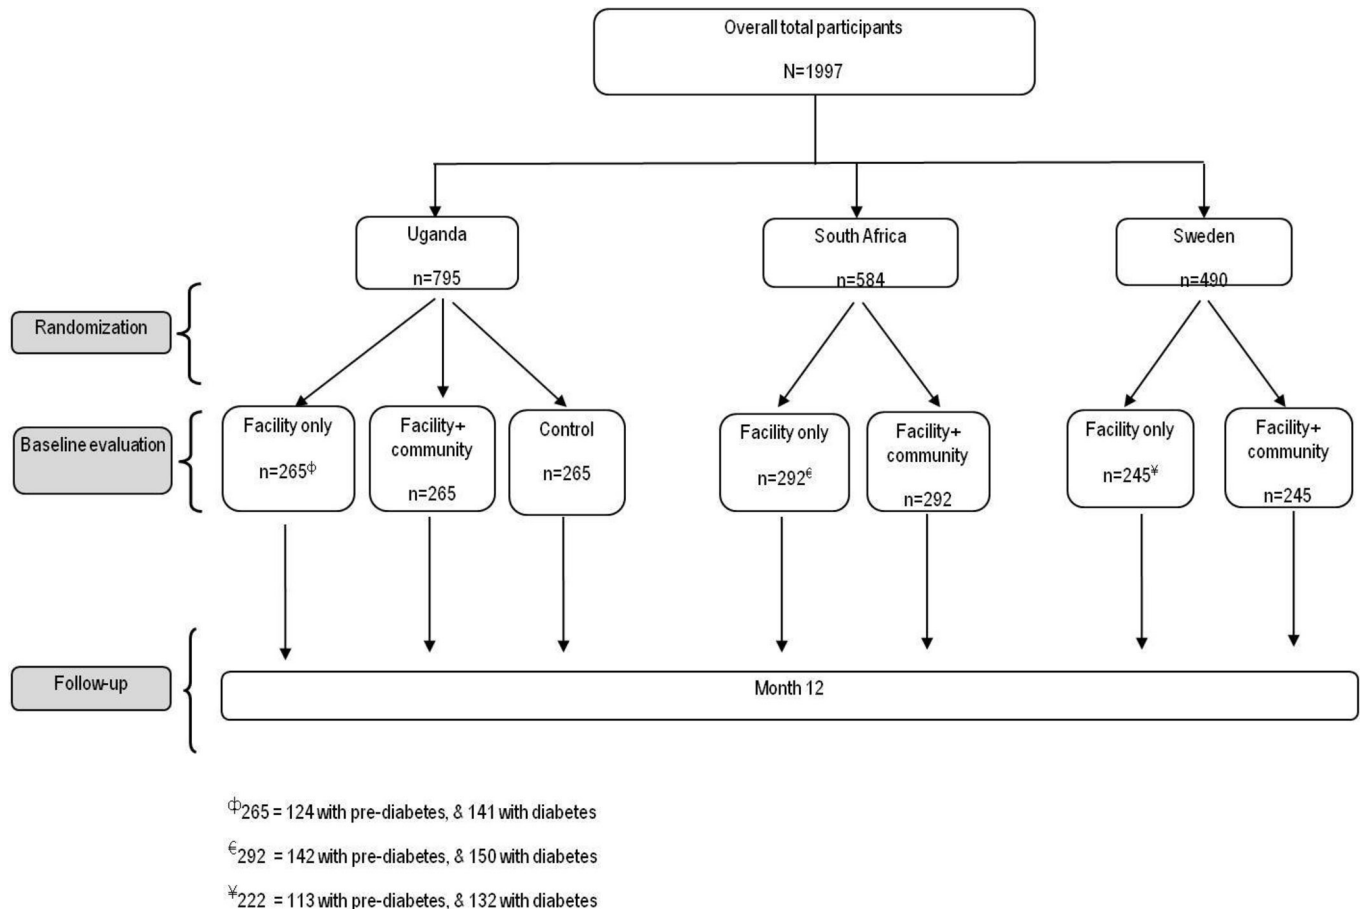 Overall total participants
N=1997
Uganda
n=795
South Africa
n=584
Sweden
n=490
Randomization
Baseline evaluation
Facility only
n=265ф
Facility+
community
n=265
Control
n=265
Facility only
n=292€
Facility+
community
n=292
Facility only
n=245¥
Facility+
community
n=245
Follow-up
Month 12
ф265 = 124 with pre-diabetes, & 141 with diabetes
€292 = 142 with pre-diabetes, & 150 with diabetes
¥222 = 113 with pre-diabetes, & 132 with diabetes